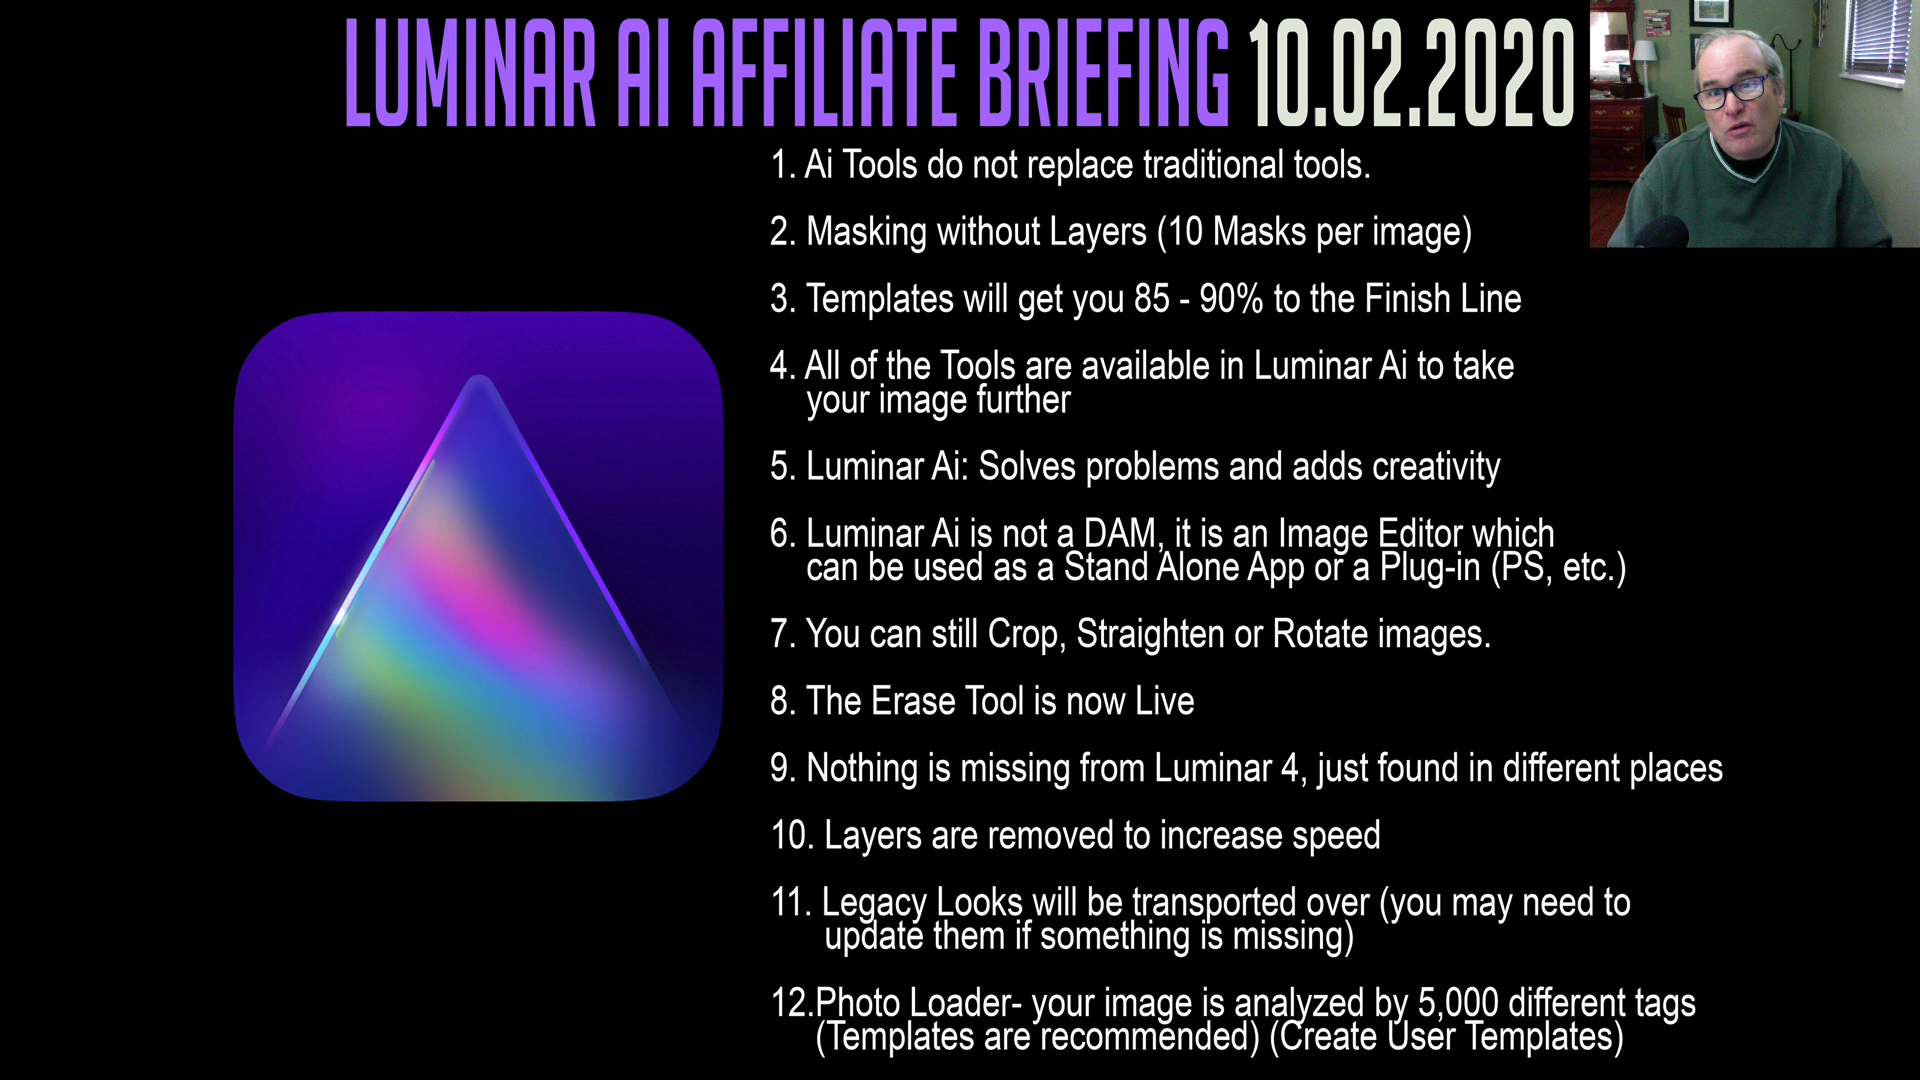 LUMINAR AI AFFILIATE BRIEFING 10.02.2020
1. Ai Tools do not replace traditional tools.
2. Masking without Layers (10 Masks per image)
3. Templates will get you 85 - 90% to the Finish Line
4. All of the Tools are available in Luminar Ai to take
your image further
5. Luminar Ai: Solves problems and adds creativity
6. Luminar Ai is not a DAM, it is an Image Editor which
can be used as a Stand Alone App or a Plug-in (PS, etc.)
7. You can still Crop, Straighten or Rotate images.
8. The Erase Tool is now Live
9. Nothing is missing from Luminar 4, just found in different places
10. Layers are removed to increase speed
11. Legacy Looks will be transported over (you may need to
update them if something is missing)
12.Photo Loader- your image is analyzed by 5,000 different tags
(Templates are recommended) (Create User Templates)